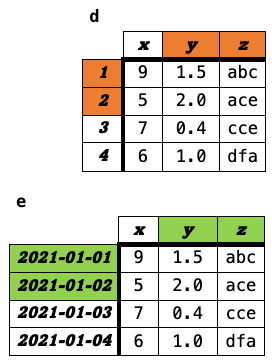 d
x y z
1 9 1.5 abc
2 5 2.0 ace
3 7 0.4 cce
4 6 1.0 dfa
e
x y z
2021-01-01 9 1.5 abc
2021-01-02 5 2.0 ace
2021-01-03 7 0.4 cce
2021-01-04 6 1.0 dfa